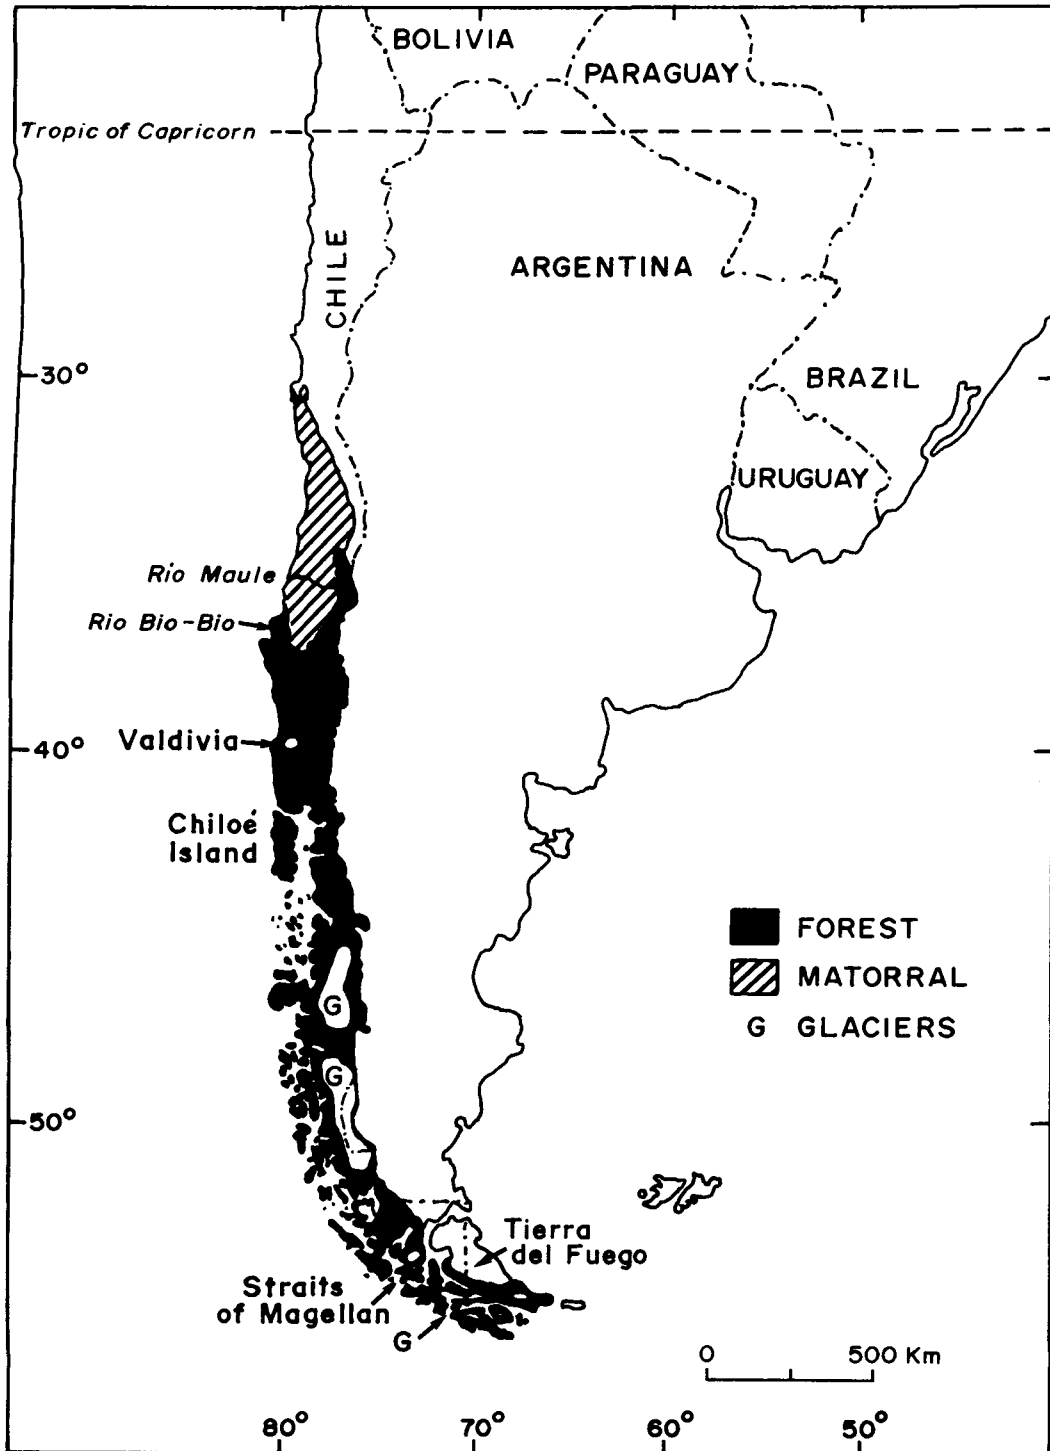 BOLIVIA
PARAGUAY
Tropic of Capricorn
CHILE
ARGENTINA
30°
BRAZIL
URUGUAY
Río Maule
Rio Bio-Bio
Valdivia
40°
Chiloé
Island
FOREST
MATORRAL
G GLACIERS
G
G
50°
Tierra
del Fuego
Straits
of Magellan
G
0 500 Km
80° 70° 60° 50°